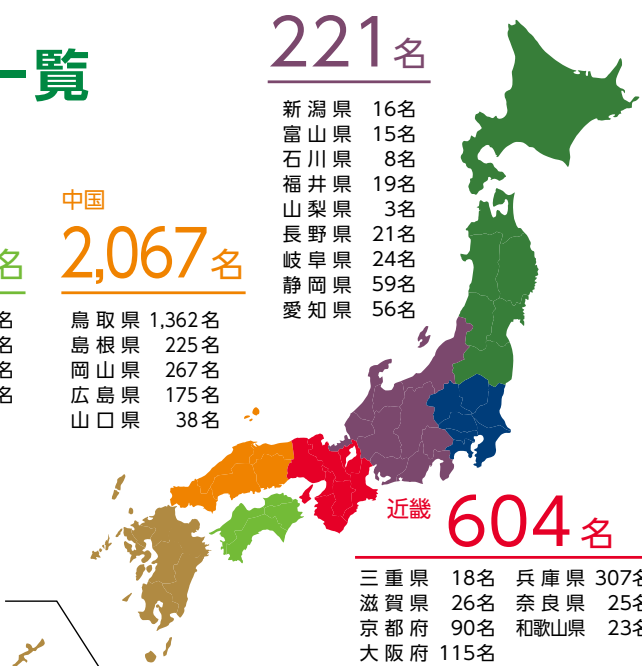 一覧
221名
新潟県 16名
富山県 15名
石川県 8名
福井県 19名
山梨県 3名
長野県 21名
岐阜県 24名
静岡県 59名
愛知県 56名
中国
2,067名
鳥取県 1,362名
島根県 225名
岡山県 267名
広島県 175名
山口県 38名
名
名
名
名
名
近畿 604名
三重県 18名 兵庫県 307名
滋賀県 26名 奈良県 25名
京都府 90名 和歌山県 23名
大阪府 115名